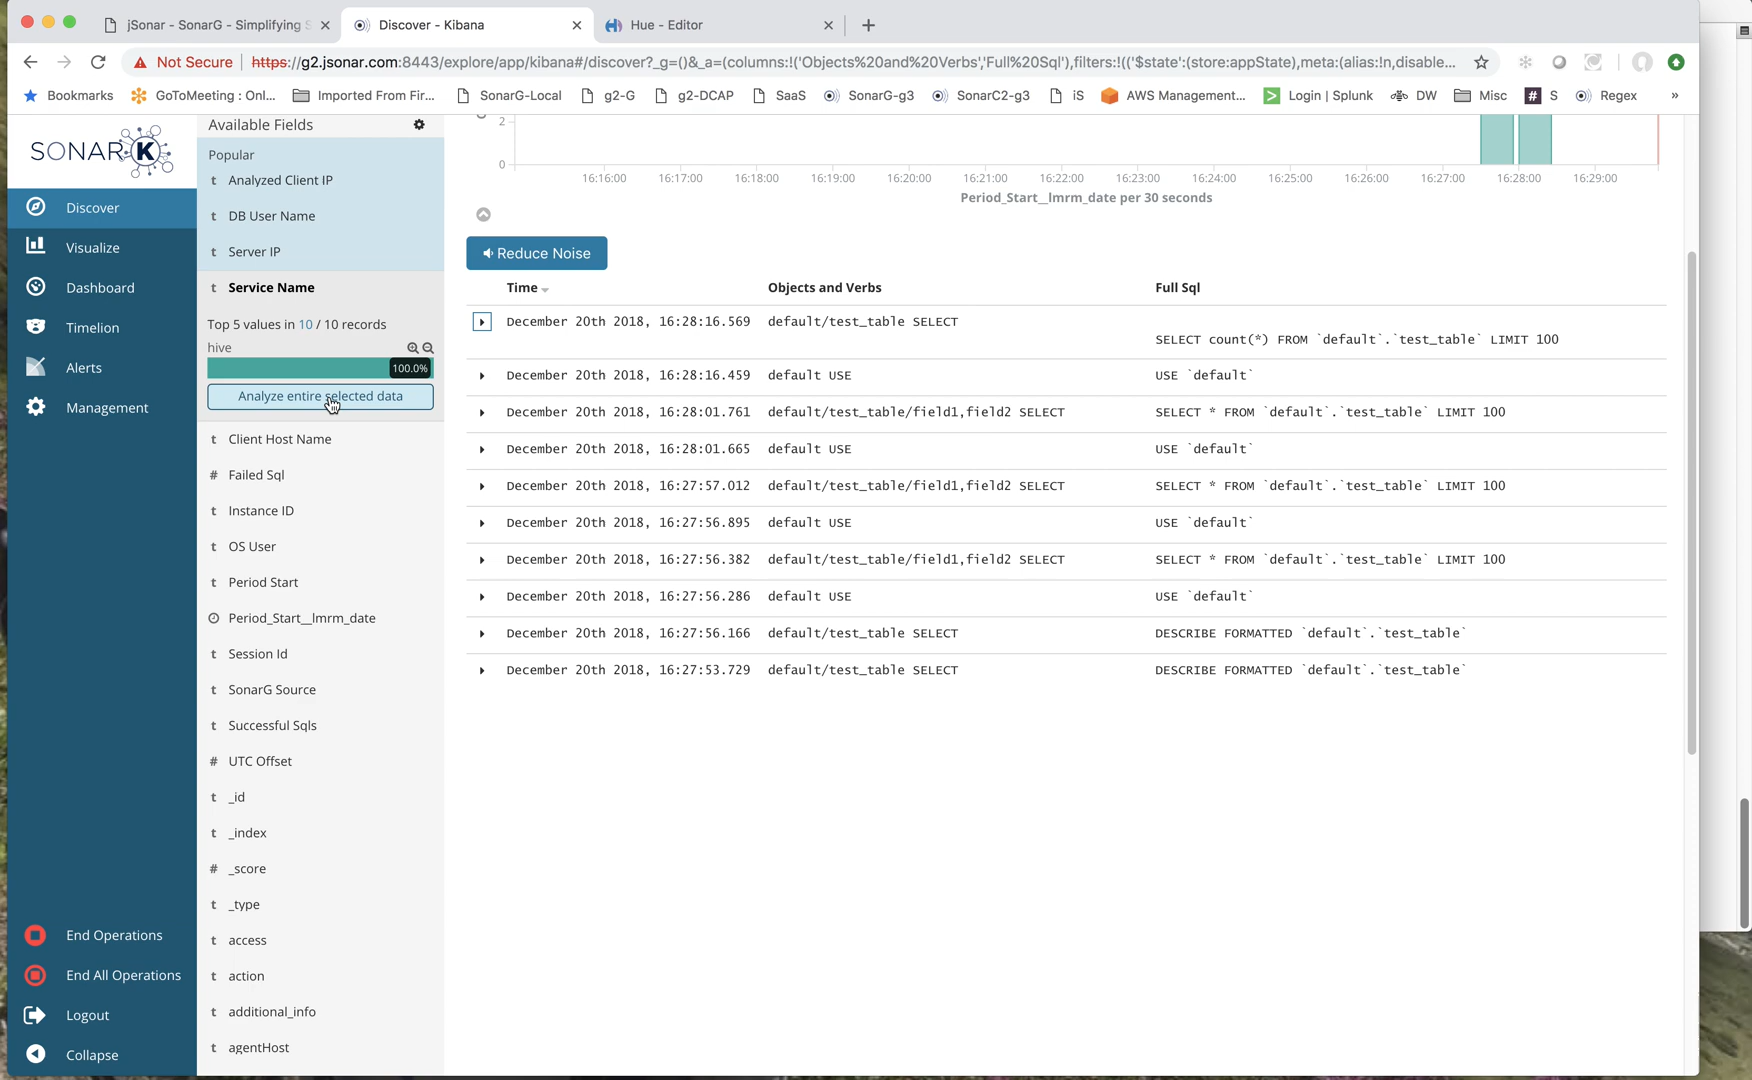 jSonar - SonarG - Simplifying S
Discover - Kibana
Hue - Editor
Not Secure
https://g2.jsonar.com:8443/explore/app/kibana#/discover?_g=()&_a=(columns:!('Objects%20and%20Verbs','Full%20Sql'),filters:!(('$state':(store:appState),meta:(alias:!n,disable...
Bookmarks
GoToMeeting : Onl...
Imported From Fir...
SonarG-Local
g2-G
g2-DCAP
SaaS
SonarG-g3
SonarC2-g3
iS
AWS Management...
Login | Splunk
DW
Misc
# S
Regex
»
SONAR K
Discover
Visualize
Dashboard
Timelion
Alerts
Management
End Operations
End All Operations
Logout
Collapse
Available Fields
Popular
t Analyzed Client IP
t DB User Name
t Server IP
t Service Name
Top 5 values in 10 / 10 records
hive
100.0%
Analyze entire selected data
t Client Host Name
# Failed Sql
t Instance ID
t OS User
t Period Start
Period_Start__lmrm_date
t Session Id
t SonarG Source
t Successful Sqls
# UTC Offset
t _id
t _index
# _score
t _type
t access
t action
t additional_info
t agentHost
2
0
16:16:00 16:17:00 16:18:00 16:19:00 16:20:00 16:21:00 16:22:00 16:23:00 16:24:00 16:25:00 16:26:00 16:27:00 16:28:00 16:29:00
Period_Start__lmrm_date per 30 seconds
Reduce Noise
Time Objects and Verbs Full Sql
December 20th 2018, 16:28:16.569 default/test_table SELECT
SELECT count(*) FROM `default`.`test_table` LIMIT 100
December 20th 2018, 16:28:16.459 default USE USE `default`
December 20th 2018, 16:28:01.761 default/test_table/field1,field2 SELECT SELECT * FROM `default`.`test_table` LIMIT 100
December 20th 2018, 16:28:01.665 default USE USE `default`
December 20th 2018, 16:27:57.012 default/test_table/field1,field2 SELECT SELECT * FROM `default`.`test_table` LIMIT 100
December 20th 2018, 16:27:56.895 default USE USE `default`
December 20th 2018, 16:27:56.382 default/test_table/field1,field2 SELECT SELECT * FROM `default`.`test_table` LIMIT 100
December 20th 2018, 16:27:56.286 default USE USE `default`
December 20th 2018, 16:27:56.166 default/test_table SELECT DESCRIBE FORMATTED `default`.`test_table`
December 20th 2018, 16:27:53.729 default/test_table SELECT DESCRIBE FORMATTED `default`.`test_table`